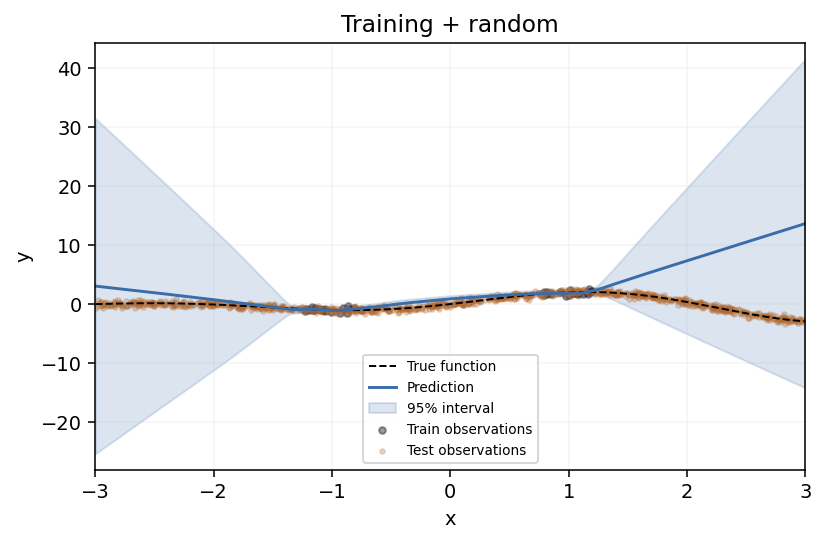 Training + random
y
40
30
20
10
0
−10
−20
True function
Prediction
95% interval
Train observations
Test observations
−3 −2 −1 0 1 2 3
x